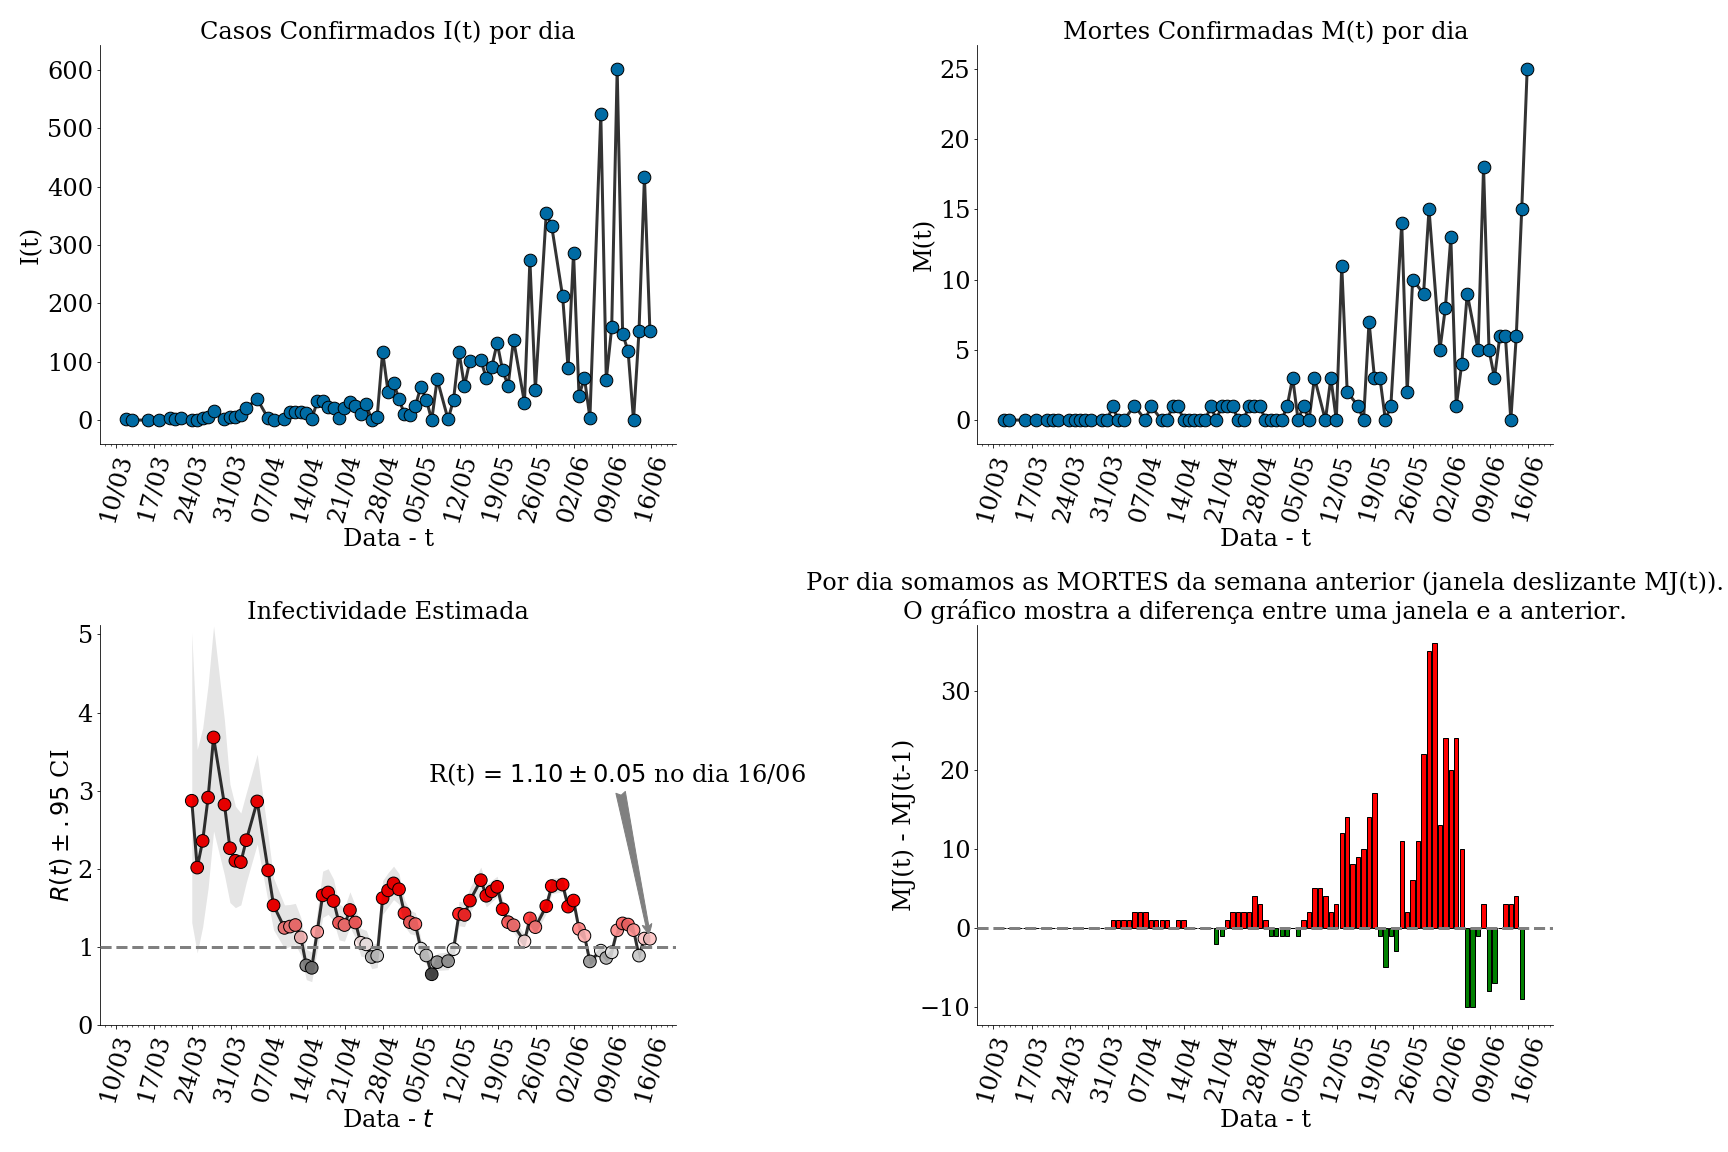 Casos Confirmados I(t) por dia
600
500
400
300
200
100
0
I(t)
10/03 17/03 24/03 31/03 07/04 14/04 21/04 28/04 05/05 12/05 19/05 26/05 02/06 09/06 16/06
Data - t
Mortes Confirmadas M(t) por dia
25
20
15
10
5
0
M(t)
10/03 17/03 24/03 31/03 07/04 14/04 21/04 28/04 05/05 12/05 19/05 26/05 02/06 09/06 16/06
Data - t
Infectividade Estimada
5
4
3
2
1
0
R(t) ± .95 CI
R(t) = 1.10 ± 0.05 no dia 16/06
10/03 17/03 24/03 31/03 07/04 14/04 21/04 28/04 05/05 12/05 19/05 26/05 02/06 09/06 16/06
Data - t
Por dia somamos as MORTES da semana anterior (janela deslizante MJ(t)).
O gráfico mostra a diferença entre uma janela e a anterior.
30
20
10
0
−10
MJ(t) - MJ(t-1)
10/03 17/03 24/03 31/03 07/04 14/04 21/04 28/04 05/05 12/05 19/05 26/05 02/06 09/06 16/06
Data - t